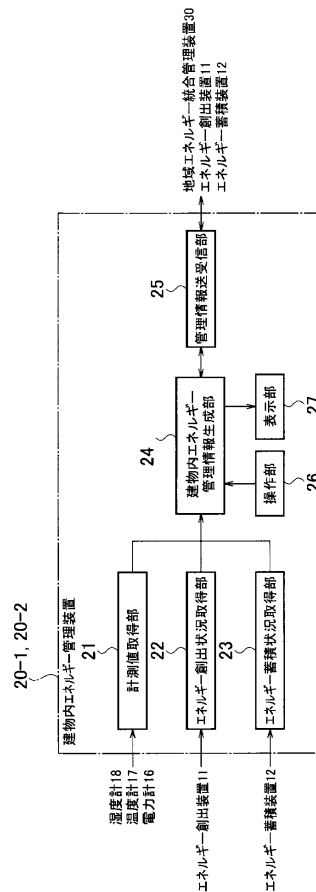 20-1, 20-2
建物内エネルギー管理装置
湿度計18
温度計17
電力計16
21
計測値取得部
エネルギー創出装置11
22
エネルギー創出状況取得部
エネルギー蓄積装置12
23
エネルギー蓄積状況取得部
24
建物内エネルギー
管理情報生成部
操作部
26
表示部
27
25
管理情報送受信部
地域エネルギー統合管理装置30
エネルギー創出装置11
エネルギー蓄積装置12